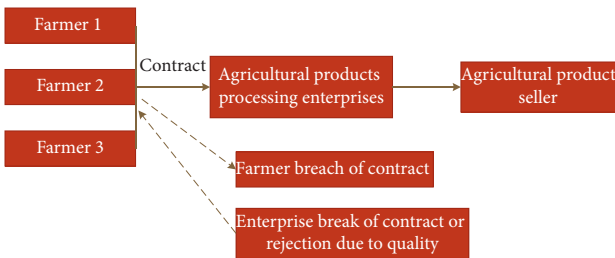 Farmer 1
Contract
Farmer 2
Farmer 3
Agricultural products
processing enterprises
Agricultural product
seller
Farmer breach of contract
Enterprise break of contract or
rejection due to quality